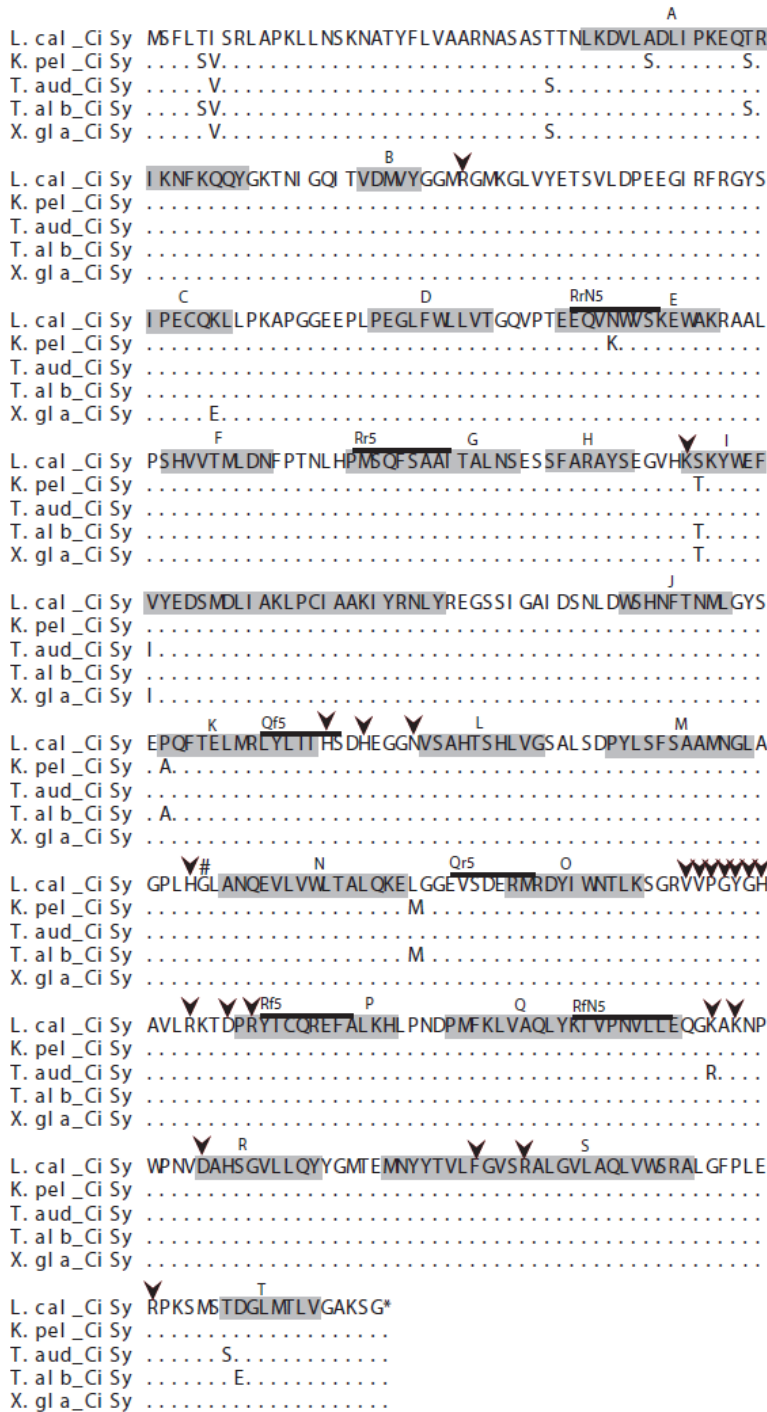 A
L. cal_CiSy MSFLTISRLAPKLLNSKNATYFLVAARNASASTTNLKDVLADLIPKEQTR
K. pel_CiSy ....SV..................................S.......S.
T. aud_CiSy .....V..........................S.................
T. alb_CiSy ....SV..........................................S.
X. gla_CiSy .....V..........................S.................
B
L. cal_CiSy IKNFKQQYGKTNIGQITVDMVYGGMRGMKGLVYETSVLDPEEGIRFRGYS
K. pel_CiSy ..................................................
T. aud_CiSy ..................................................
T. alb_CiSy ..................................................
X. gla_CiSy ..................................................
C D RrN5 E
L. cal_CiSy IPECQKLLPKAPGGEEPLPEGLFWLLVTGQVPTEEQVNWVSKEWAKRAAL
K. pel_CiSy .....................................K............
T. aud_CiSy ..................................................
T. alb_CiSy ..................................................
X. gla_CiSy .....E............................................
F Rr5 G H I
L. cal_CiSy PSHVVTMLDNFPTNLHPMSQFSAAITALNSESSFARAYSEGVHKSKYWEF
K. pel_CiSy ............................................T.....
T. aud_CiSy ..................................................
T. alb_CiSy ............................................T.....
X. gla_CiSy ............................................T.....
J
L. cal_CiSy VYEDSMDLIAKLPCIAAKIYRNLYREGSSIGAIDSNLDWSHNFTNMLGYS
K. pel_CiSy ..................................................
T. aud_CiSy I.................................................
T. alb_CiSy ..................................................
X. gla_CiSy I.................................................
K Qf5 L M
L. cal_CiSy EPQFTELMRLYLTIHSDHEGGNVSAHTSHLVGSALSDPYLSFSAAMNGLA
K. pel_CiSy .A................................................
T. aud_CiSy ..................................................
T. alb_CiSy .A................................................
X. gla_CiSy ..................................................
# N Qr5 O
L. cal_CiSy GPLHGLANQEVLVWLTALQKELGGEVSDERMRDYIWNTLKSGRVVPGYGH
K. pel_CiSy .....................M............................
T. aud_CiSy ..................................................
T. alb_CiSy .....................M............................
X. gla_CiSy ..................................................
Rf5 P Q RfN5
L. cal_CiSy AVLRKTDPRYTCQREFALKHLPNDPMFKLVAQLYKTVPNVLLEQGKAKNP
K. pel_CiSy ..................................................
T. aud_CiSy .............................................R....
T. alb_CiSy ..................................................
X. gla_CiSy ..................................................
R S
L. cal_CiSy WPNVDAHSGVLLQYYGMTEMNYYTVLFGVSRALGVLAQLVWSRALGFPLE
K. pel_CiSy ..................................................
T. aud_CiSy ..................................................
T. alb_CiSy ..................................................
X. gla_CiSy ..................................................
T
L. cal_CiSy RPKSMSTDGLMTLVGAKSG*
K. pel_CiSy ....................
T. aud_CiSy ......S.............
T. alb_CiSy .......E............
X. gla_CiSy ....................